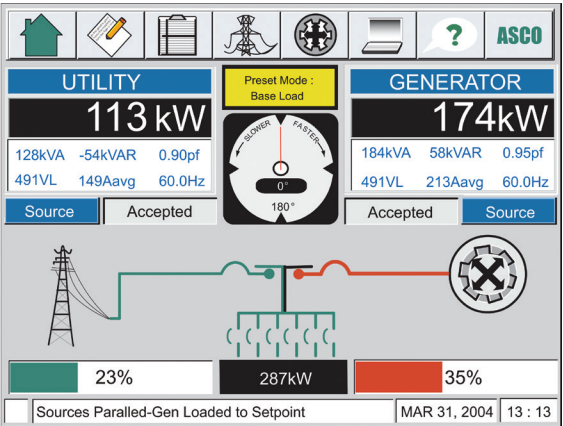 ASCO
?
UTILITY
113 kW
128kVA -54kVAR 0.90pf
491VL 149Aavg 60.0Hz
Source Accepted
Preset Mode :
Base Load
SLOWER FASTER
0°
180°
GENERATOR
174kW
184kVA 58kVAR 0.95pf
491VL 213Aavg 60.0Hz
Accepted Source
23% 287kW 35%
Sources Paralled-Gen Loaded to Setpoint MAR 31, 2004 13 : 13